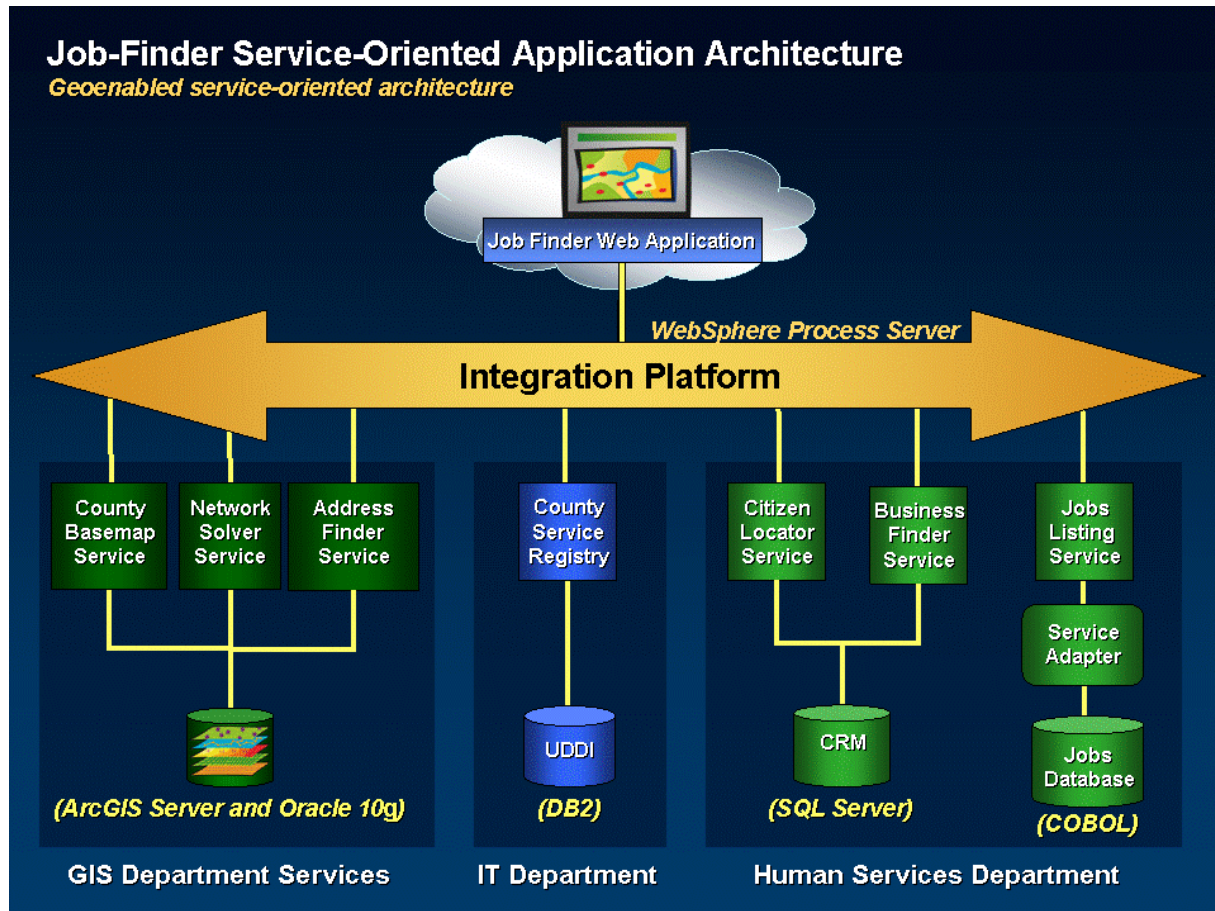 Job-Finder Service-Oriented Application Architecture
Geoenabled service-oriented architecture
Job Finder Web Application
WebSphere Process Server
Integration Platform
County
Basemap
Service
Network
Solver
Service
Address
Finder
Service
County
Service
Registry
Citizen
Locator
Service
Business
Finder
Service
Jobs
Listing
Service
Service
Adapter
UDDI
CRM
Jobs
Database
(ArcGIS Server and Oracle 10g)
(DB2)
(SQL Server)
(COBOL)
GIS Department Services
IT Department
Human Services Department